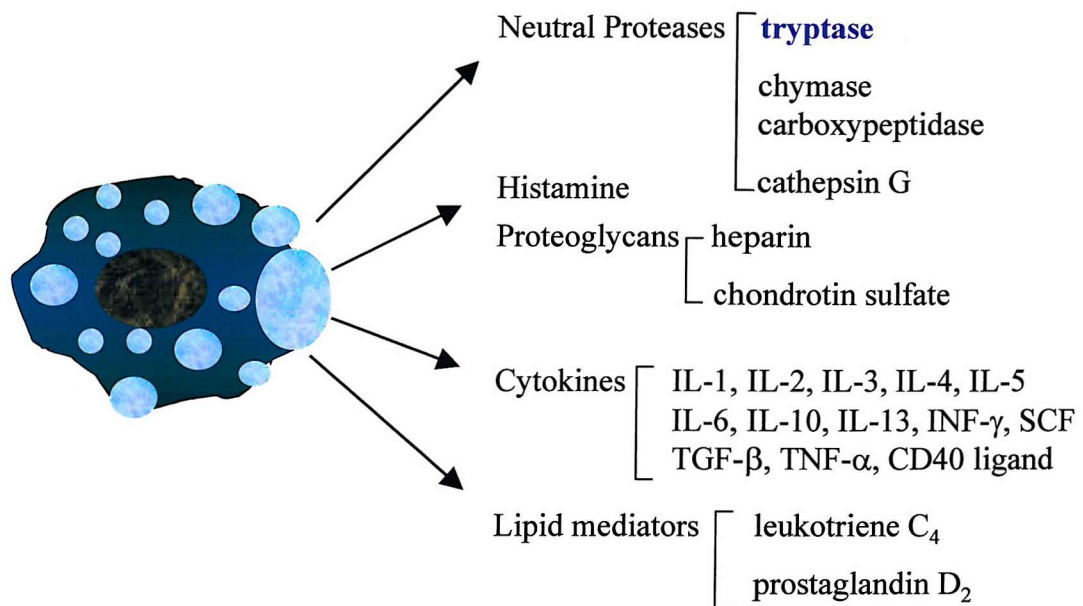 Neutral Proteases
tryptase
chymase
carboxypeptidase
cathepsin G
Histamine
Proteoglycans
heparin
chondrotin sulfate
Cytokines
IL-1, IL-2, IL-3, IL-4, IL-5
IL-6, IL-10, IL-13, INF-γ, SCF
TGF-β, TNF-α, CD40 ligand
Lipid mediators
leukotriene C₄
prostaglandin D₂